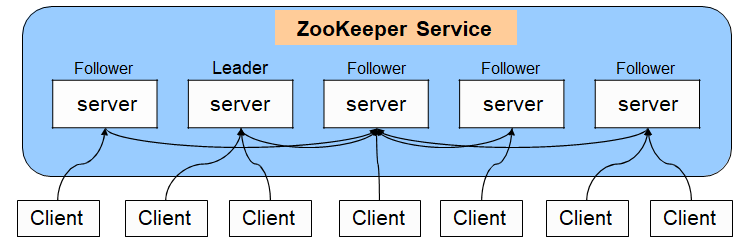 ZooKeeper Service
Follower Leader Follower Follower Follower
server server server server server
Client Client Client Client Client Client Client